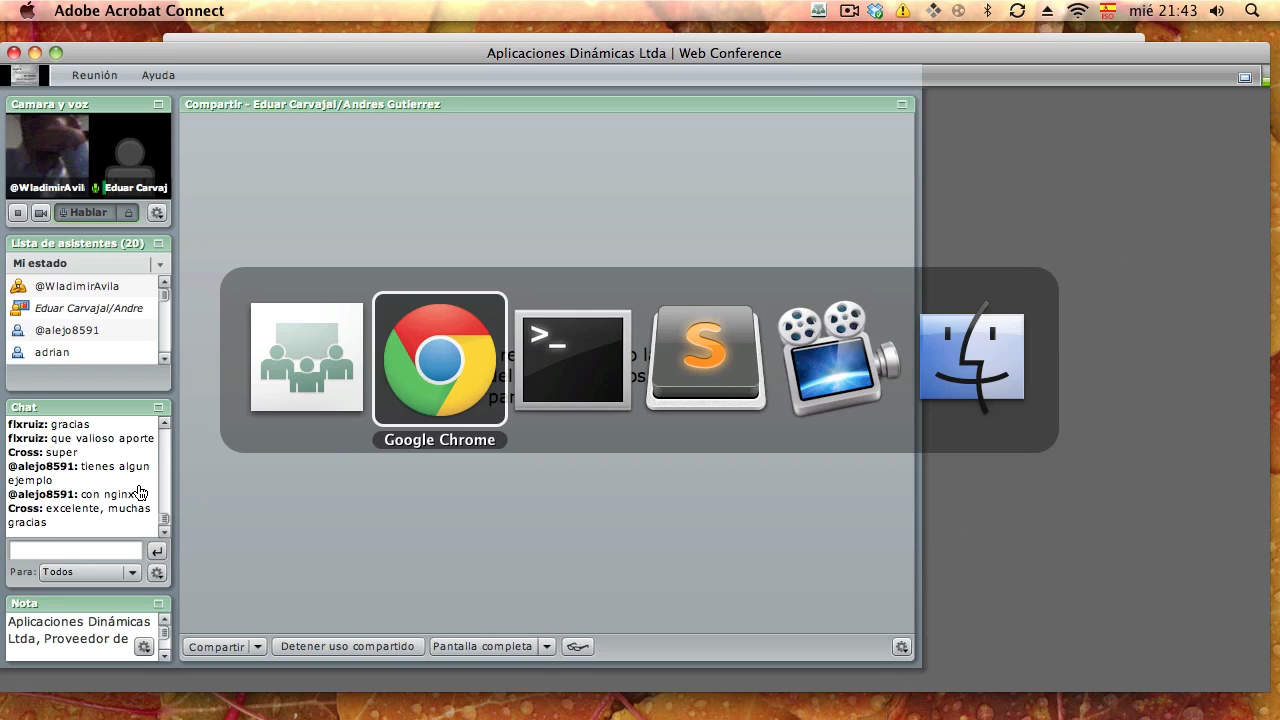 Adobe Acrobat Connect
ISO
mié 21:43
Aplicaciones Dinámicas Ltda | Web Conference
Reunión Ayuda
Camara y voz
@WladimirAvil Eduar Carvaj
Hablar
Lista de asistentes (20)
Mi estado
@WladimirAvila
Eduar Carvajal/Andre
@alejo8591
adrian
Chat
flxruiz: gracias
flxruiz: que valioso aporte
Cross: super
@alejo8591: tienes algun
ejemplo
@alejo8591: con nginx
Cross: excelente, muchas
gracias
Para: Todos
Nota
Aplicaciones Dinámicas
Ltda, Proveedor de
Compartir - Eduar Carvajal/Andres Gutierrez
>_
S
Google Chrome
Compartir Detener uso compartido Pantalla completa